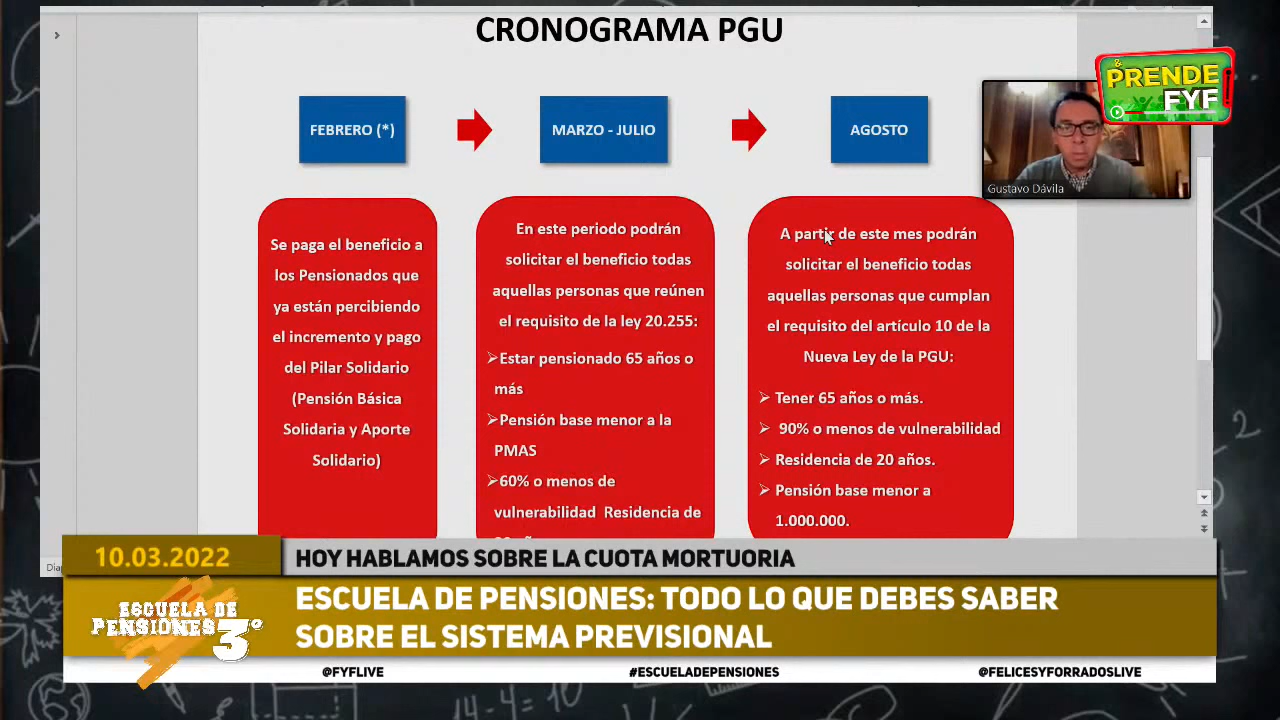 CRONOGRAMA PGU
FEBRERO (*)
MARZO - JULIO
AGOSTO
&
PRENDE
FYF
Gustavo Dávila
Se paga el beneficio a
los Pensionados que
ya están percibiendo
el incremento y pago
del Pilar Solidario
(Pensión Básica
Solidaria y Aporte
Solidario)
En este periodo podrán
solicitar el beneficio todas
aquellas personas que reúnen
el requisito de la ley 20.255:
➢Estar pensionado 65 años o
más
➢Pensión base menor a la
PMAS
➢60% o menos de
vulnerabilidad Residencia de
A partir de este mes podrán
solicitar el beneficio todas
aquellas personas que cumplan
el requisito del artículo 10 de la
Nueva Ley de la PGU:
➢ Tener 65 años o más.
➢ 90% o menos de vulnerabilidad
➢ Residencia de 20 años.
➢ Pensión base menor a
1.000.000.
10.03.2022
HOY HABLAMOS SOBRE LA CUOTA MORTUORIA
ESCUELA DE
PENSIONES 3°
ESCUELA DE PENSIONES: TODO LO QUE DEBES SABER
SOBRE EL SISTEMA PREVISIONAL
@FYFLIVE
#ESCUELADEPENSIONES
@FELICESYFORRADOSLIVE
14-4=10